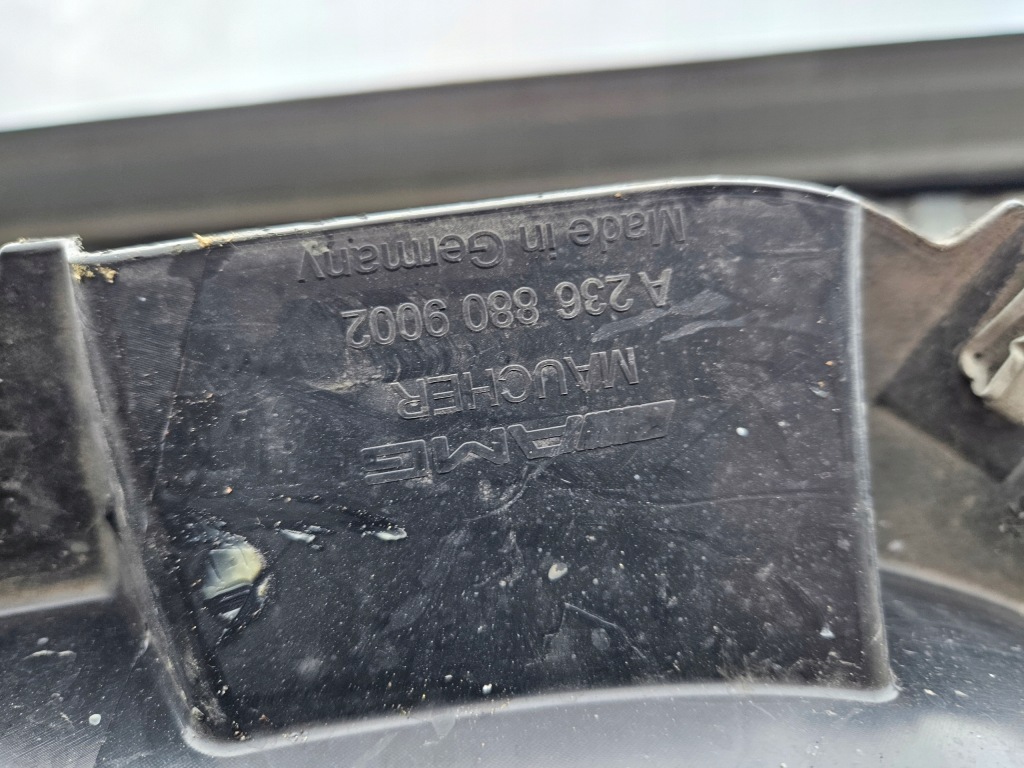 AMG
MAUCHER
A 236 880 9002
Made in Germany